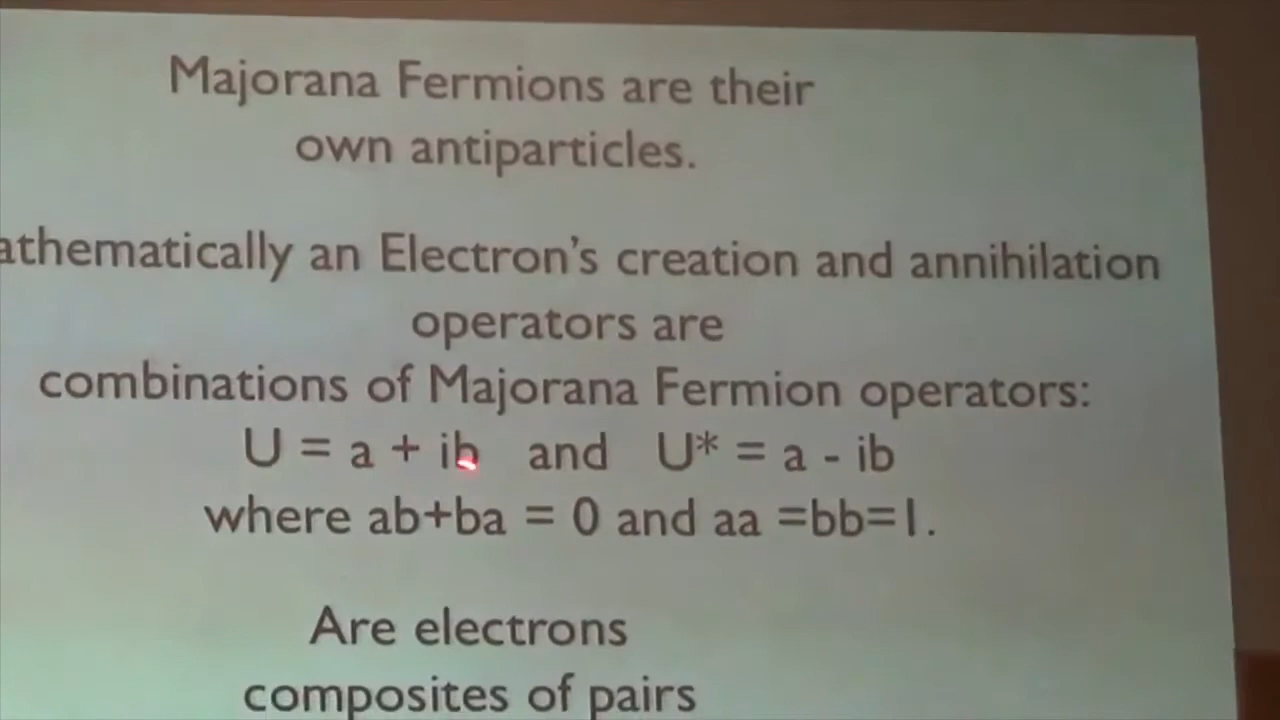 Majorana Fermions are their
own antiparticles.
athematically an Electron's creation and annihilation
operators are
combinations of Majorana Fermion operators:
U = a + ib and U* = a - ib
where ab+ba = 0 and aa =bb=1.
Are electrons
composites of pairs